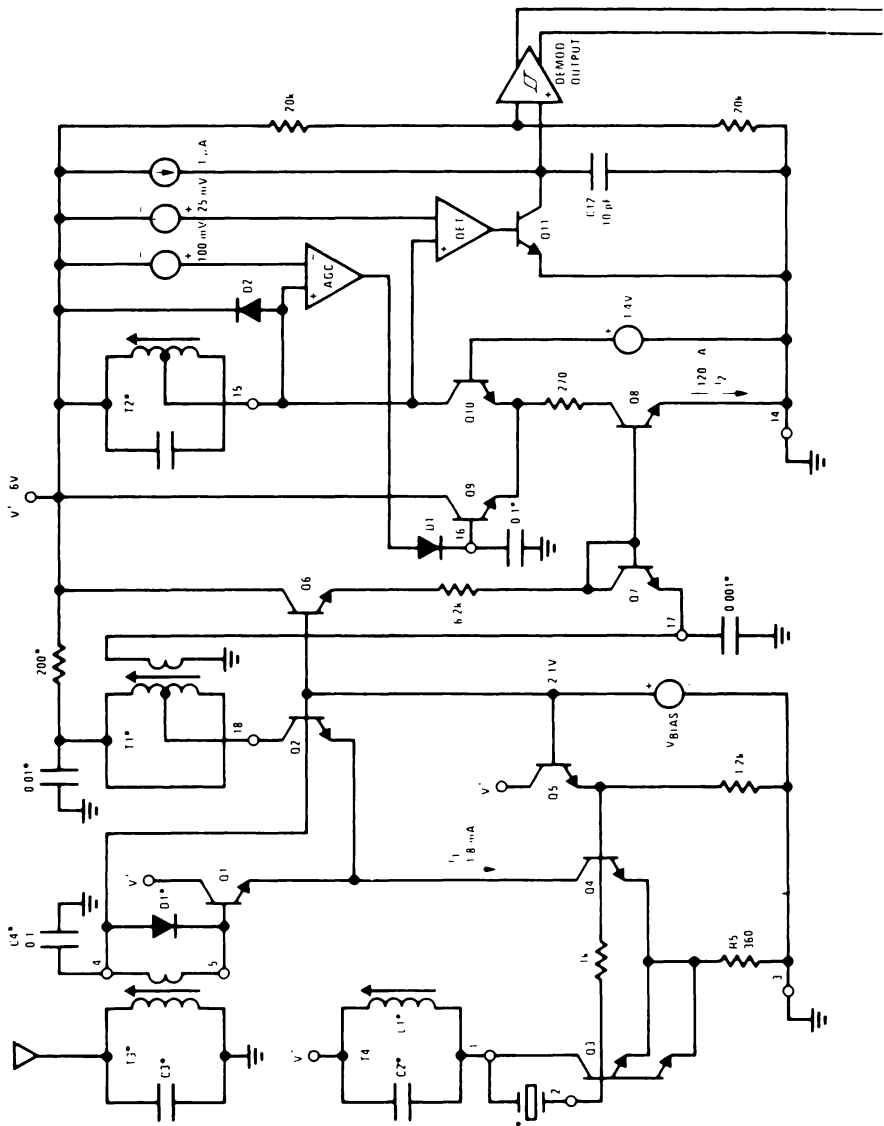 C4*
0.1
4
5
T3*
C3*
D1*
V'
Q1
0.01*
200*
T1*
18
Q2
V' 6V
T2*
15
D2
100 mV
25 mV
1 µA
20k
AGC
DET
DEMOD
OUTPUT
Q6
6.2k
D1
16
0.1*
Q9
Q10
270
Q11
C12
10 pF
1.4V
Q7
17
0.001*
Q8
120 µA
I2
14
20k
V'
T4
C2*
L1*
1
2
Q3
1k
I1
1.8 mA
Q4
V'
Q5
2.1V
1.2k
VBIAS
R5
360
3